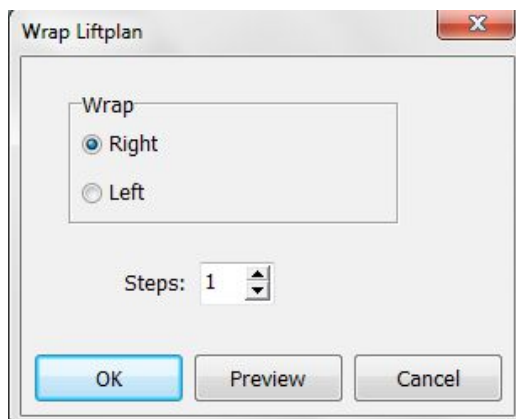 Wrap Liftplan
Wrap
Right
Left
Steps: 1
OK Preview Cancel